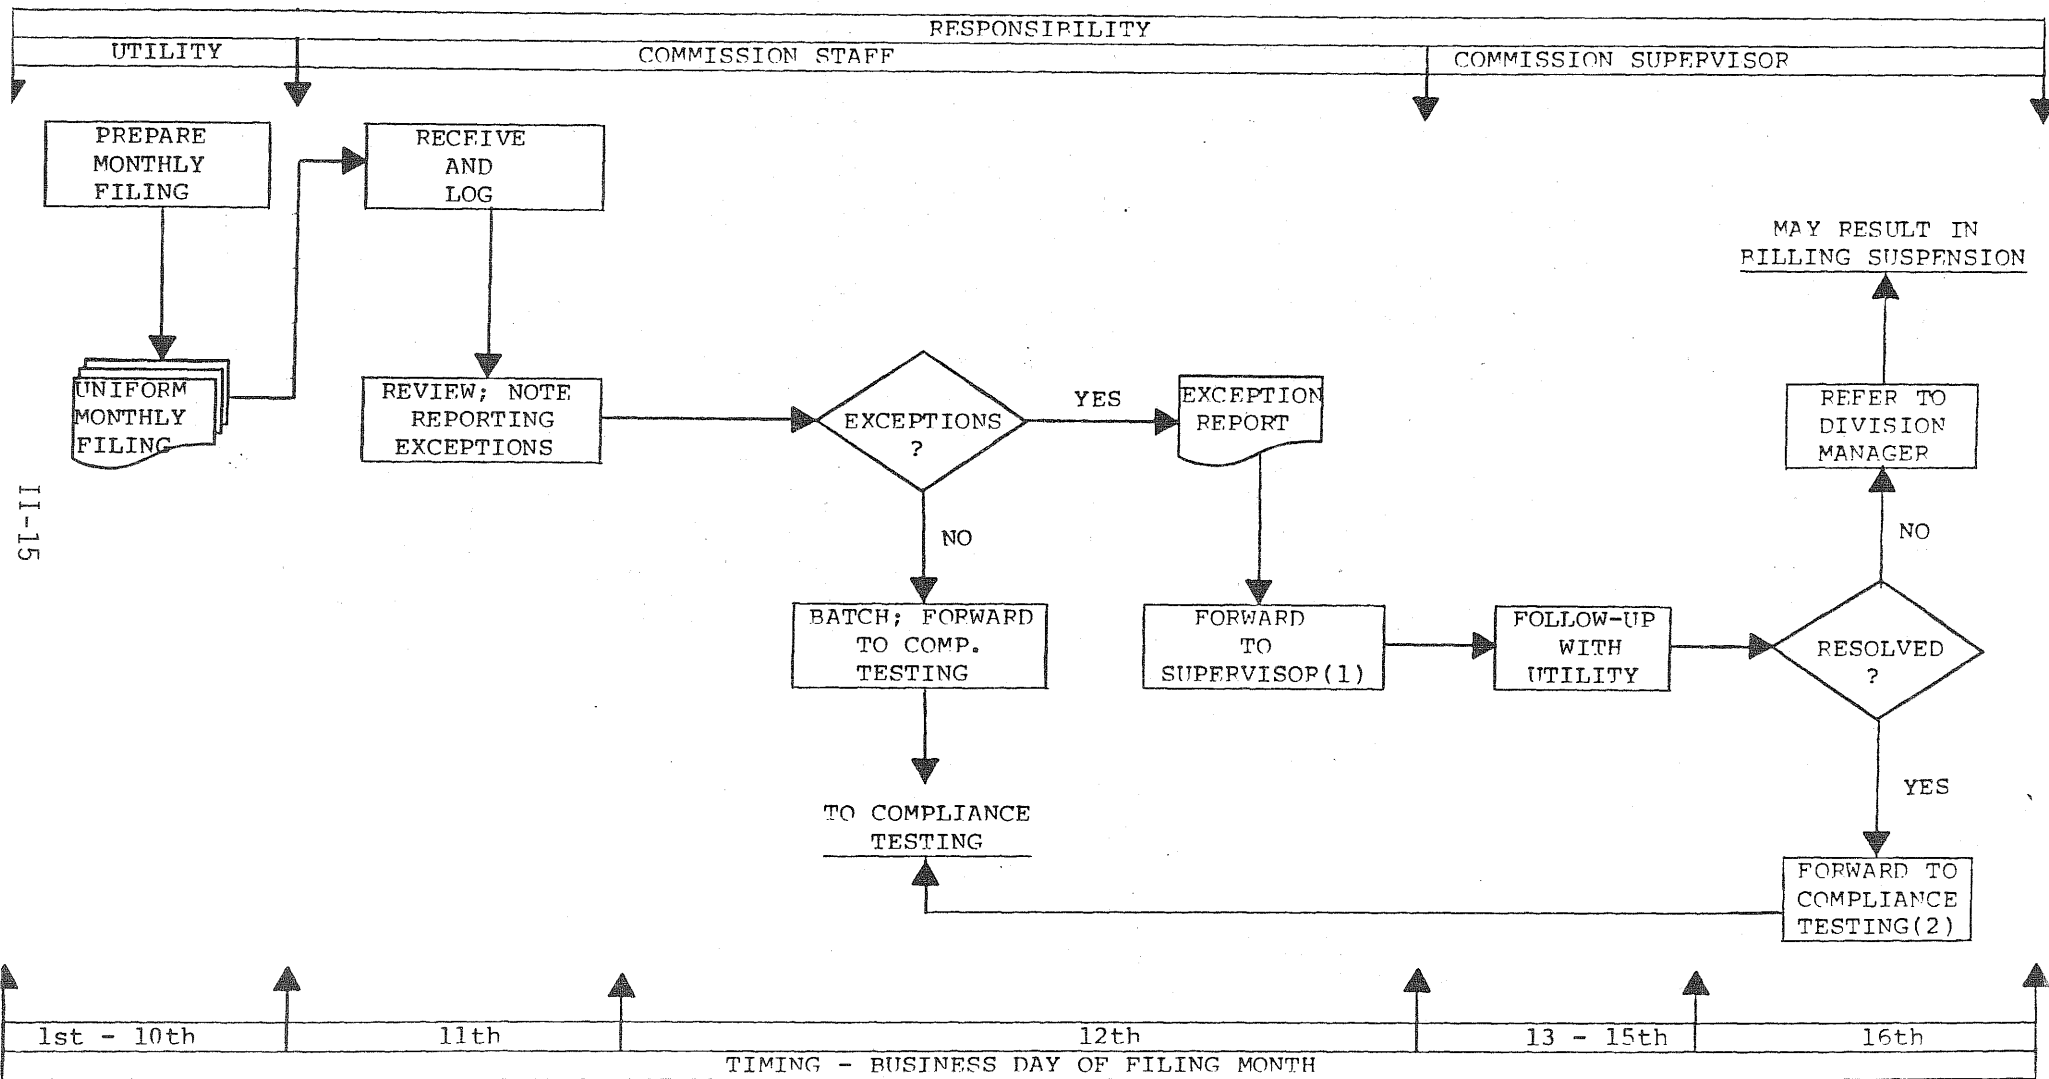 RESPONSIBILITY
UTILITY
COMMISSION STAFF
COMMISSION SUPERVISOR
PREPARE
MONTHLY
FILING
RECEIVE
AND
LOG
MAY RESULT IN
BILLING SUSPENSION
UNIFORM
MONTHLY
FILING
REVIEW; NOTE
REPORTING
EXCEPTIONS
EXCEPTIONS
?
YES
EXCEPTION
REPORT
REFER TO
DIVISION
MANAGER
NO
NO
BATCH; FORWARD
TO COMP.
TESTING
FORWARD
TO
SUPERVISOR(1)
FOLLOW-UP
WITH
UTILITY
RESOLVED
?
YES
TO COMPLIANCE
TESTING
FORWARD TO
COMPLIANCE
TESTING(2)
1st - 10th
11th
12th
13 - 15th
16th
TIMING - BUSINESS DAY OF FILING MONTH
II-15